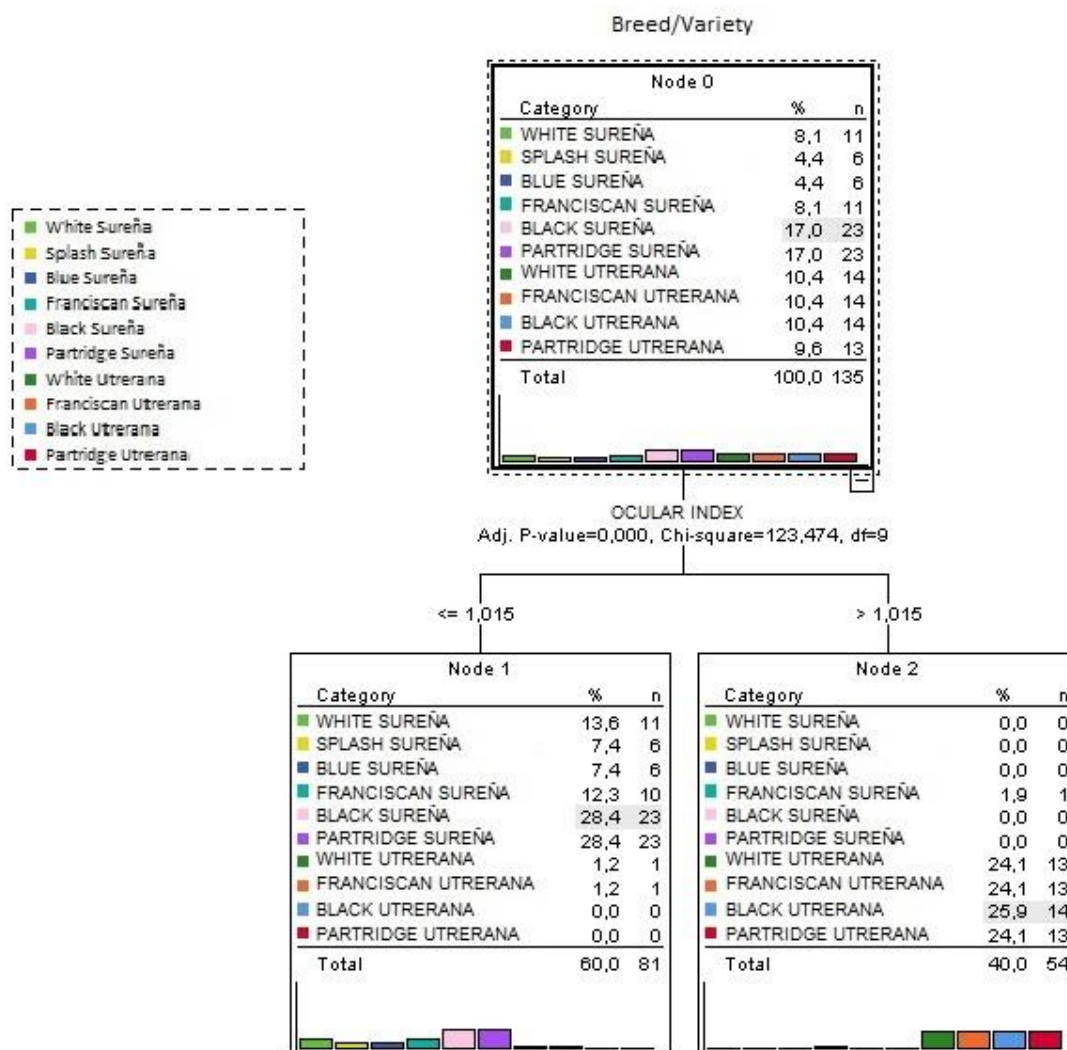 Breed/Variety
Node 0
Category % n
WHITE SUREÑA 8,1 11
SPLASH SUREÑA 4,4 6
BLUE SUREÑA 4,4 6
FRANCISCAN SUREÑA 8,1 11
BLACK SUREÑA 17,0 23
PARTRIDGE SUREÑA 17,0 23
WHITE UTRERANA 10,4 14
FRANCISCAN UTRERANA 10,4 14
BLACK UTRERANA 10,4 14
PARTRIDGE UTRERANA 9,6 13
Total 100,0 135
White Sureña
Splash Sureña
Blue Sureña
Franciscan Sureña
Black Sureña
Partridge Sureña
White Utrerana
Franciscan Utrerana
Black Utrerana
Partridge Utrerana
OCULAR INDEX
Adj. P-value=0,000, Chi-square=123,474, df=9
<= 1,015
> 1,015
Node 1
Category % n
WHITE SUREÑA 13,6 11
SPLASH SUREÑA 7,4 6
BLUE SUREÑA 7,4 6
FRANCISCAN SUREÑA 12,3 10
BLACK SUREÑA 28,4 23
PARTRIDGE SUREÑA 28,4 23
WHITE UTRERANA 1,2 1
FRANCISCAN UTRERANA 1,2 1
BLACK UTRERANA 0,0 0
PARTRIDGE UTRERANA 0,0 0
Total 60,0 81
Node 2
Category % n
WHITE SUREÑA 0,0 0
SPLASH SUREÑA 0,0 0
BLUE SUREÑA 0,0 0
FRANCISCAN SUREÑA 1,9 1
BLACK SUREÑA 0,0 0
PARTRIDGE SUREÑA 0,0 0
WHITE UTRERANA 24,1 13
FRANCISCAN UTRERANA 24,1 13
BLACK UTRERANA 25,9 14
PARTRIDGE UTRERANA 24,1 13
Total 40,0 54